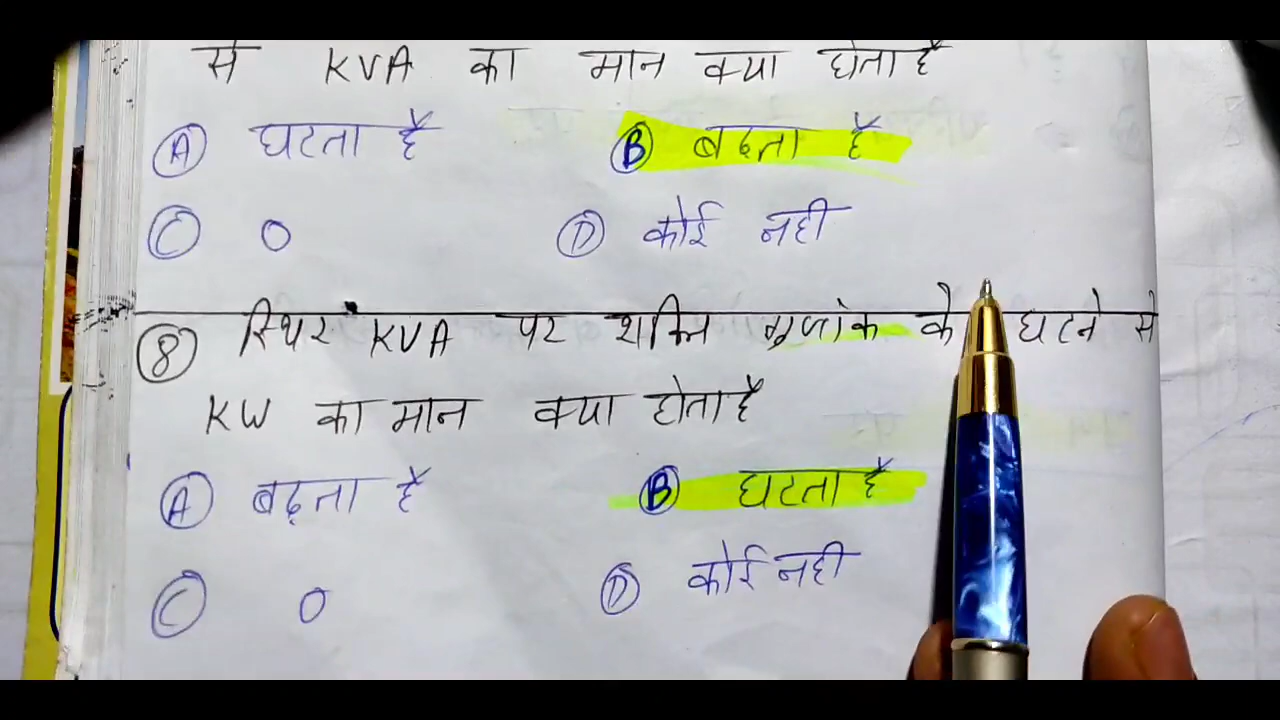 से KVA का मान क्या होता है
Ⓐ घटता है Ⓑ बढ़ता है
Ⓒ 0 Ⓓ कोई नही
⑧ स्थिर KVA पर शक्ति गुणांक के घटने से
KW का मान क्या होता है
Ⓐ बढ़ता है Ⓑ घटता है
Ⓒ 0 Ⓓ कोई नही